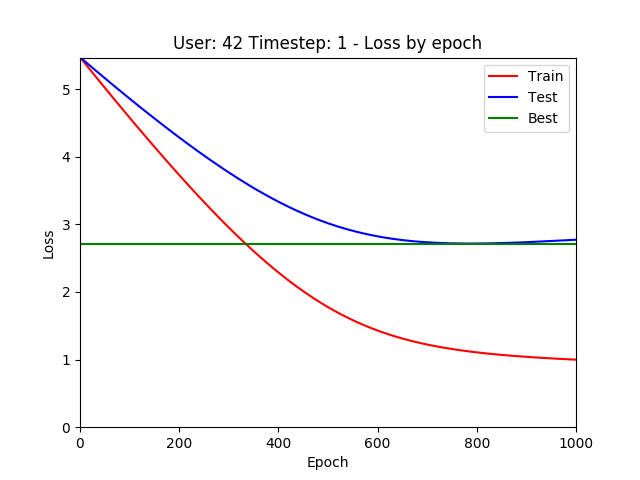 User: 42 Timestep: 1 - Loss by epoch
Train
Test
Best
5
4
3
2
1
0
Loss
0 200 400 600 800 1000
Epoch